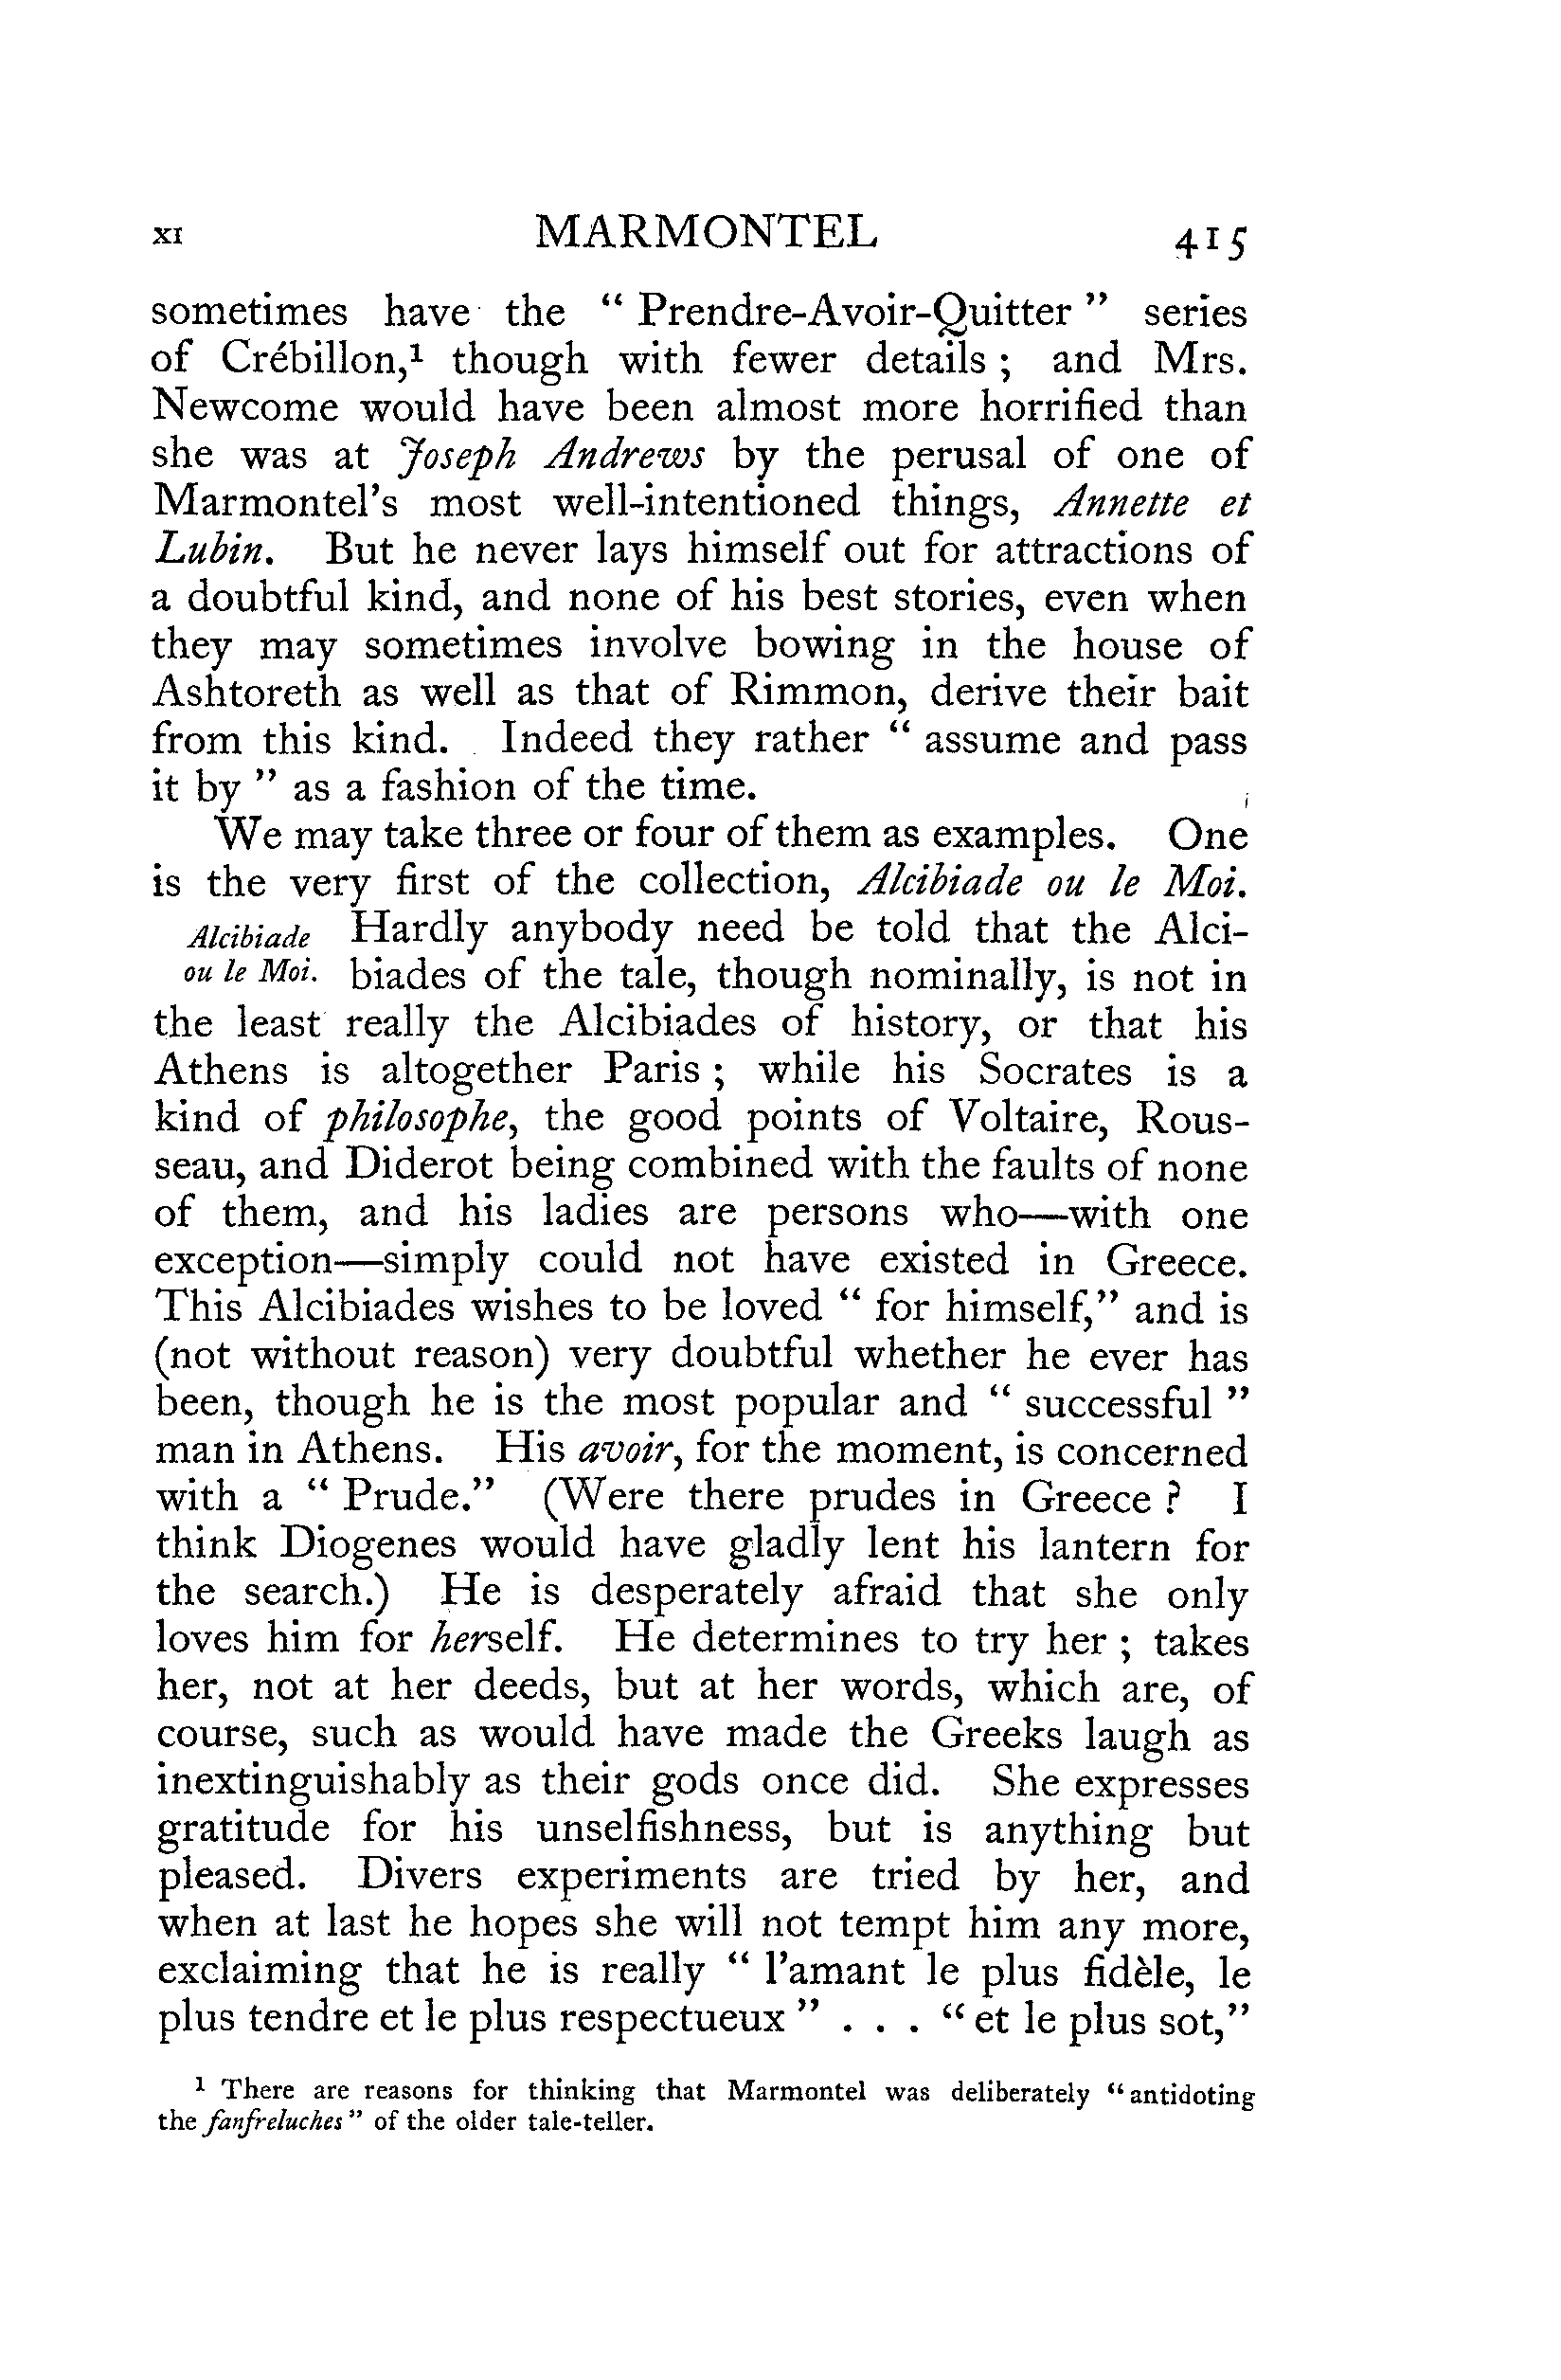 xi MARMONTEL 415
sometimes have the “ Prendre-Avoir-Quitter ” series
of Crébillon,¹ though with fewer details ; and Mrs.
Newcome would have been almost more horrified than
she was at Joseph Andrews by the perusal of one of
Marmontel’s most well-intentioned things, Annette et
Lubin. But he never lays himself out for attractions of
a doubtful kind, and none of his best stories, even when
they may sometimes involve bowing in the house of
Ashtoreth as well as that of Rimmon, derive their bait
from this kind. Indeed they rather “ assume and pass
it by ” as a fashion of the time.
We may take three or four of them as examples. One
is the very first of the collection, Alcibiade ou le Moi.
Alcibiade Hardly anybody need be told that the Alci-
ou le Moi. biades of the tale, though nominally, is not in
the least really the Alcibiades of history, or that his
Athens is altogether Paris ; while his Socrates is a
kind of philosophe, the good points of Voltaire, Rous-
seau, and Diderot being combined with the faults of none
of them, and his ladies are persons who—with one
exception—simply could not have existed in Greece.
This Alcibiades wishes to be loved “ for himself,” and is
(not without reason) very doubtful whether he ever has
been, though he is the most popular and “ successful ”
man in Athens. His avoir, for the moment, is concerned
with a “ Prude.” (Were there prudes in Greece ? I
think Diogenes would have gladly lent his lantern for
the search.) He is desperately afraid that she only
loves him for herself. He determines to try her ; takes
her, not at her deeds, but at her words, which are, of
course, such as would have made the Greeks laugh as
inextinguishably as their gods once did. She expresses
gratitude for his unselfishness, but is anything but
pleased. Divers experiments are tried by her, and
when at last he hopes she will not tempt him any more,
exclaiming that he is really “ l’amant le plus fidèle, le
plus tendre et le plus respectueux ” . . . “ et le plus sot,”
¹ There are reasons for thinking that Marmontel was deliberately “antidoting
the fanfreluches” of the older tale-teller.